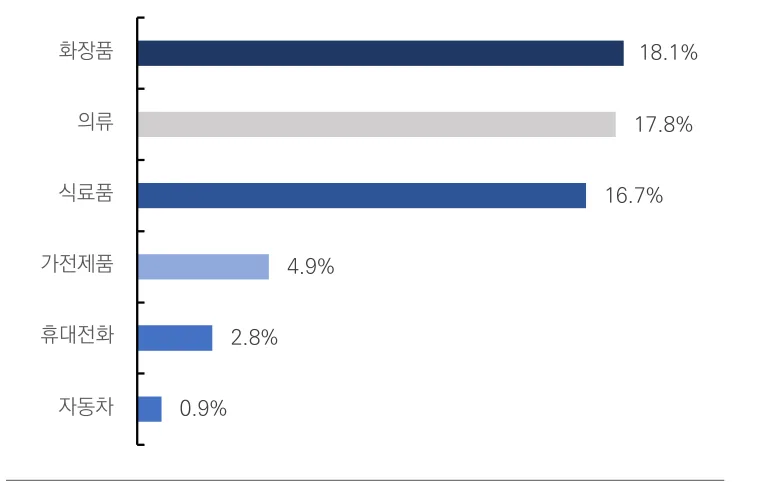 화장품 18.1%
의류 17.8%
식료품 16.7%
가전제품 4.9%
휴대전화 2.8%
자동차 0.9%